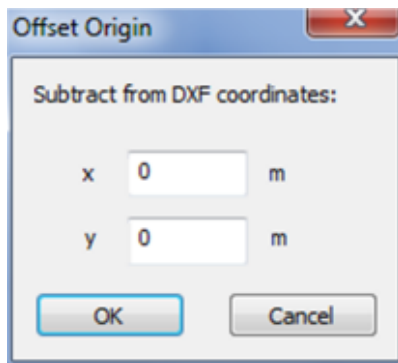 Offset Origin
Subtract from DXF coordinates:
x 0 m
y 0 m
OK Cancel